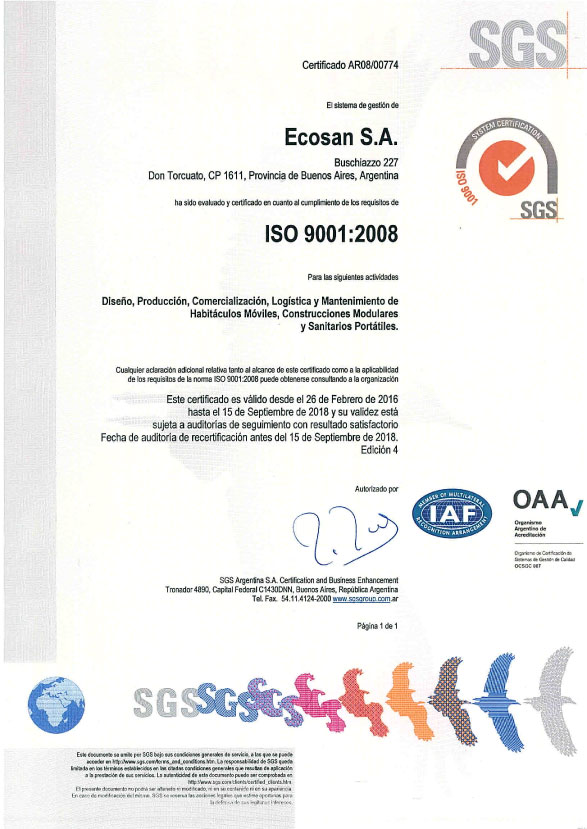 SGS
Certificado AR08/00774
El sistema de gestión de
Ecosan S.A.
Buschiazzo 227
Don Torcuato, CP 1611, Provincia de Buenos Aires, Argentina
SYSTEM CERTIFICATION
ISO 9001
SGS
ha sido evaluado y certificado en cuanto al cumplimiento de los requisitos de
ISO 9001:2008
Para las siguientes actividades
Diseño, Producción, Comercialización, Logística y Mantenimiento de
Habitáculos Móviles, Construcciones Modulares
y Sanitarios Portátiles.
Cualquier aclaración adicional relativa tanto al alcance de este certificado como a la aplicabilidad
de los requisitos de la norma ISO 9001:2008 puede obtenerse consultando a la organización
Este certificado es válido desde el 26 de Febrero de 2016
hasta el 15 de Septiembre de 2018 y su validez está
sujeta a auditorías de seguimiento con resultado satisfactorio
Fecha de auditoría de recertificación antes del 15 de Septiembre de 2018.
Edición 4
Autorizado por
MEMBER OF MULTILATERAL
IAF
RECOGNITION ARRANGEMENT
OAA
Organismo
Argentino de
Acreditación
Organismo de Certificación de
Sistemas de Gestión de Calidad
OCSGC 007
SGS Argentina S.A. Certification and Business Enhancement
Tronador 4890, Capital Federal C1430DNN, Buenos Aires, República Argentina
Tel. Fax. 54.11.4124-2000 www.sgsgroup.com.ar
Página 1 de 1
SGSSGSSGS
Este documento se emite por SGS bajo sus condiciones generales de servicio, a las que se puede
acceder en http://www.sgs.com/terms_and_conditions.htm. La responsabilidad de SGS queda
limitada en los términos establecidos en las citadas condiciones generales que resultan de aplicación
a la prestación de sus servicios. La autenticidad de este documento puede ser comprobada en
http://www.sgs.com/clients/certified_clients.htm.
El presente documento no podrá ser alterado ni modificado, ni en su contenido ni en su apariencia.
En caso de modificación del mismo, SGS se reserva las acciones legales que estime oportunas para
la defensa de sus legítimos intereses.